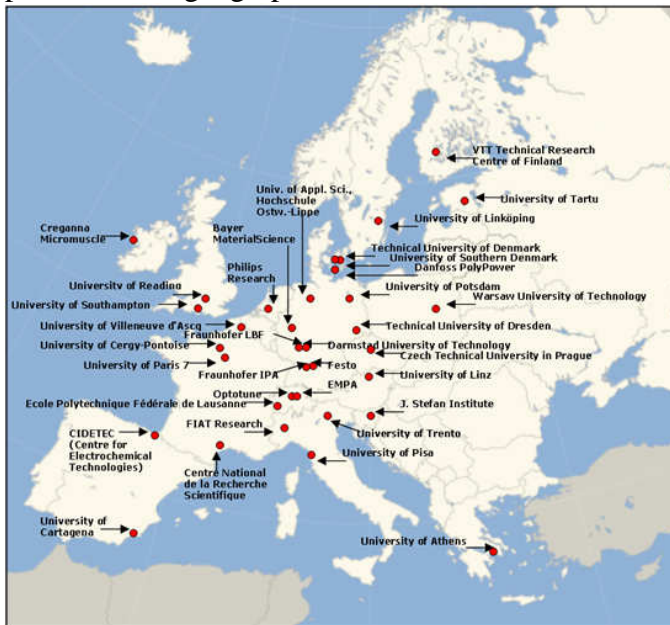 VTT Technical Research
Centre of Finland
Univ. of Appl. Sci.,
Hochschule
Ostv.-Lippe
University of Tartu
University of Linköping
Creganna
Micromuscle
Bayer
MaterialScience
Technical University of Denmark
University of Southern Denmark
Danfoss PolyPower
Philips
Research
University of Reading
University of Potsdam
Warsaw University of Technology
University of Southampton
University of Villeneuve d'Ascq
Technical University of Dresden
Fraunhofer LBF
Darmstad University of Technology
University of Cergy-Pontoise
Czech Technical University in Prague
University of Paris 7
Fraunhofer IPA
Festo
University of Linz
Optotune
EMPA
Ecole Polytechnique Fédérale de Lausanne
J. Stefan Institute
FIAT Research
University of Trento
CIDETEC
(Centre for
Electrochemical
Technologies)
University of Pisa
Centre National
de la Recherche
Scientifique
University of
Cartagena
University of Athens